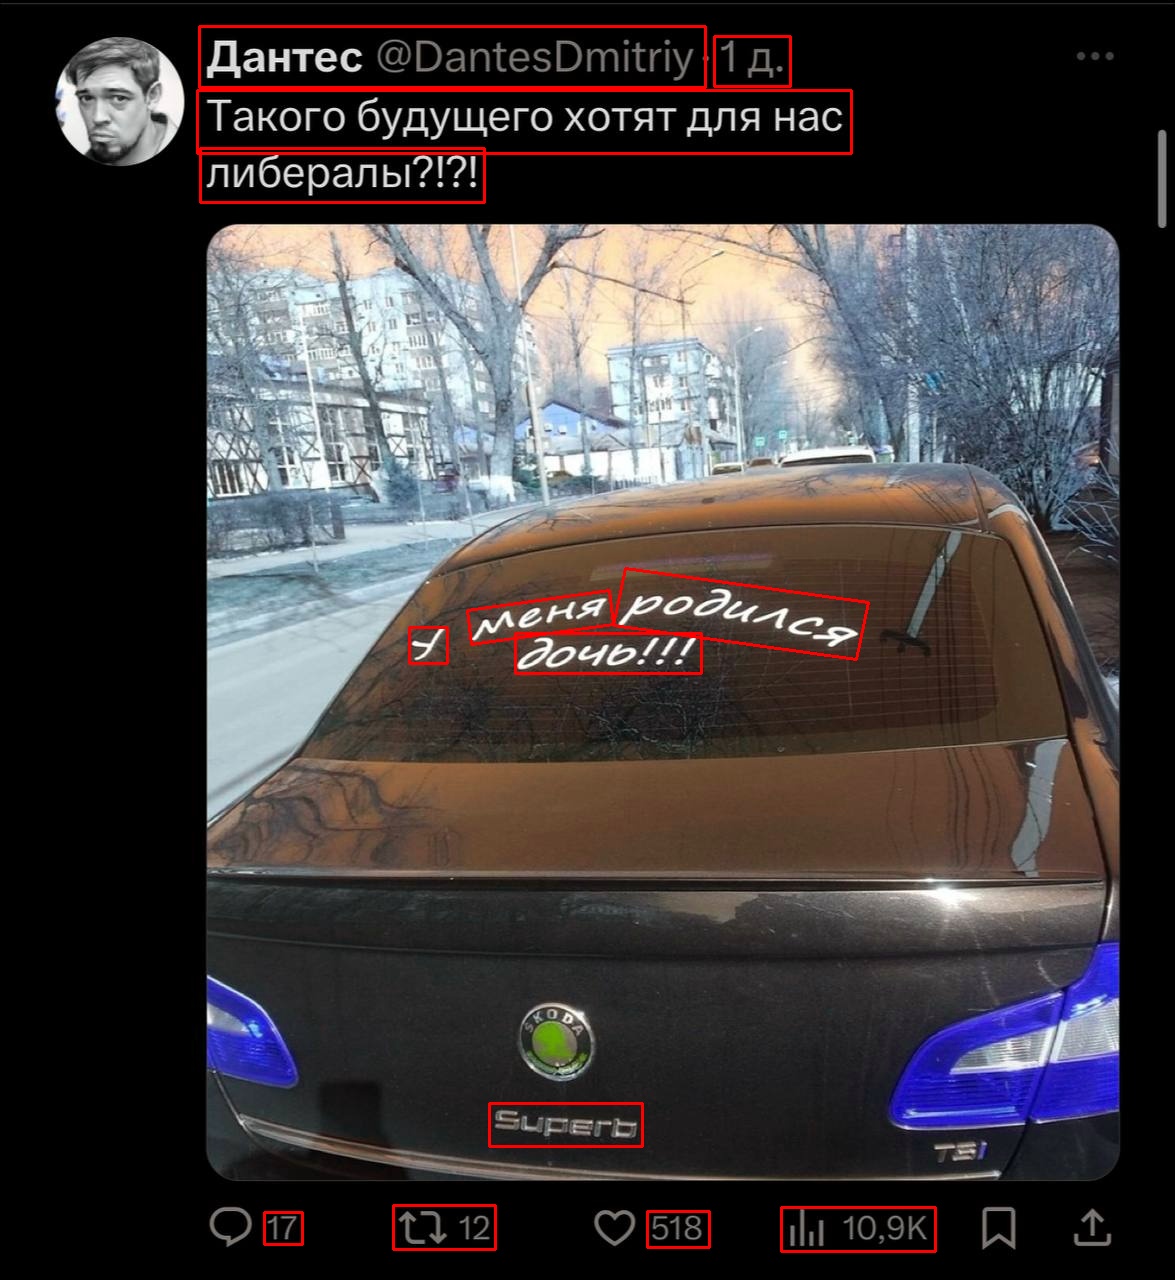 Дантес @DantesDmitriy · 1 д.
Такого будущего хотят для нас
либералы?!?!
У меня родился
дочь!!!
SKODA
Superb
TSI
17 12 518 10,9K